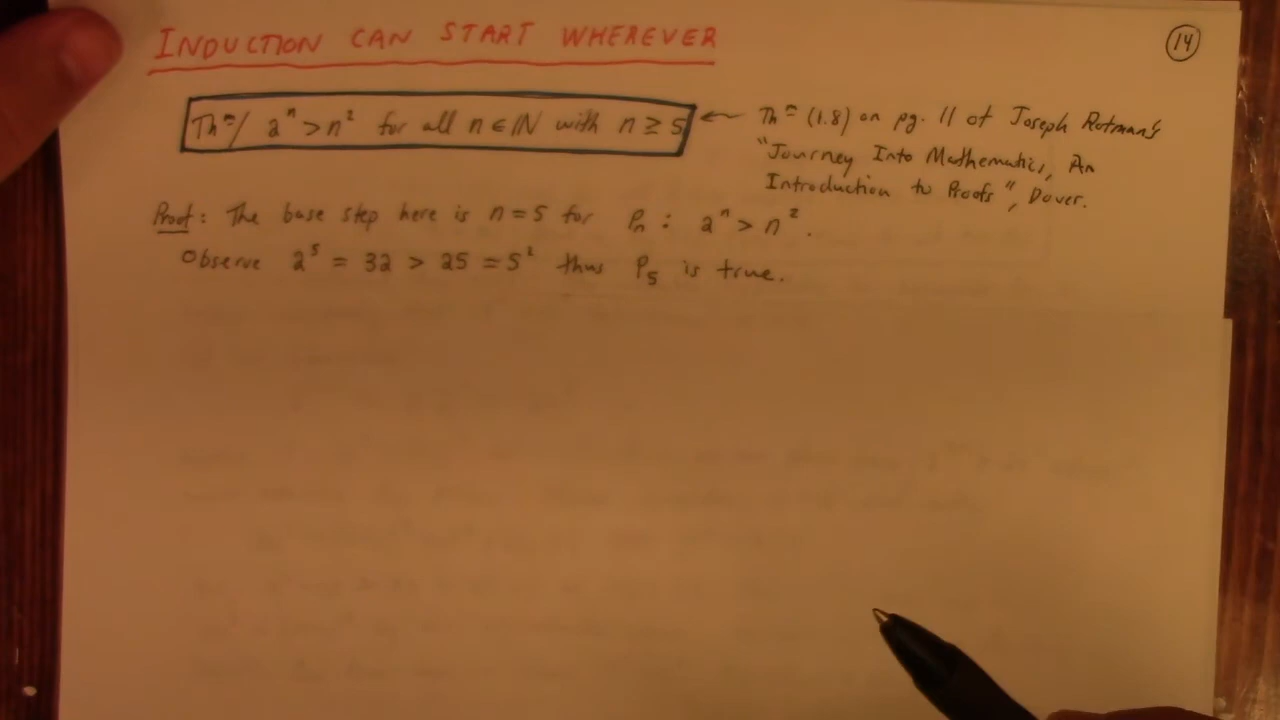 INDUCTION CAN START WHEREVER
14
Thm/ 2ⁿ > n² for all n ∈ ℕ with n ≥ 5
← Thm (1.8) on pg. 11 of Joseph Rotman's
"Journey Into Mathematics, An
Introduction to Proofs", Dover.
Proof: The base step here is n = 5 for Pₙ : 2ⁿ > n².
Observe 2⁵ = 32 > 25 = 5² thus P₅ is true.